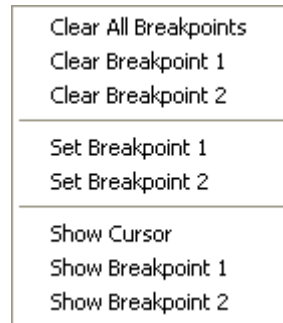 Clear All Breakpoints
Clear Breakpoint 1
Clear Breakpoint 2
Set Breakpoint 1
Set Breakpoint 2
Show Cursor
Show Breakpoint 1
Show Breakpoint 2